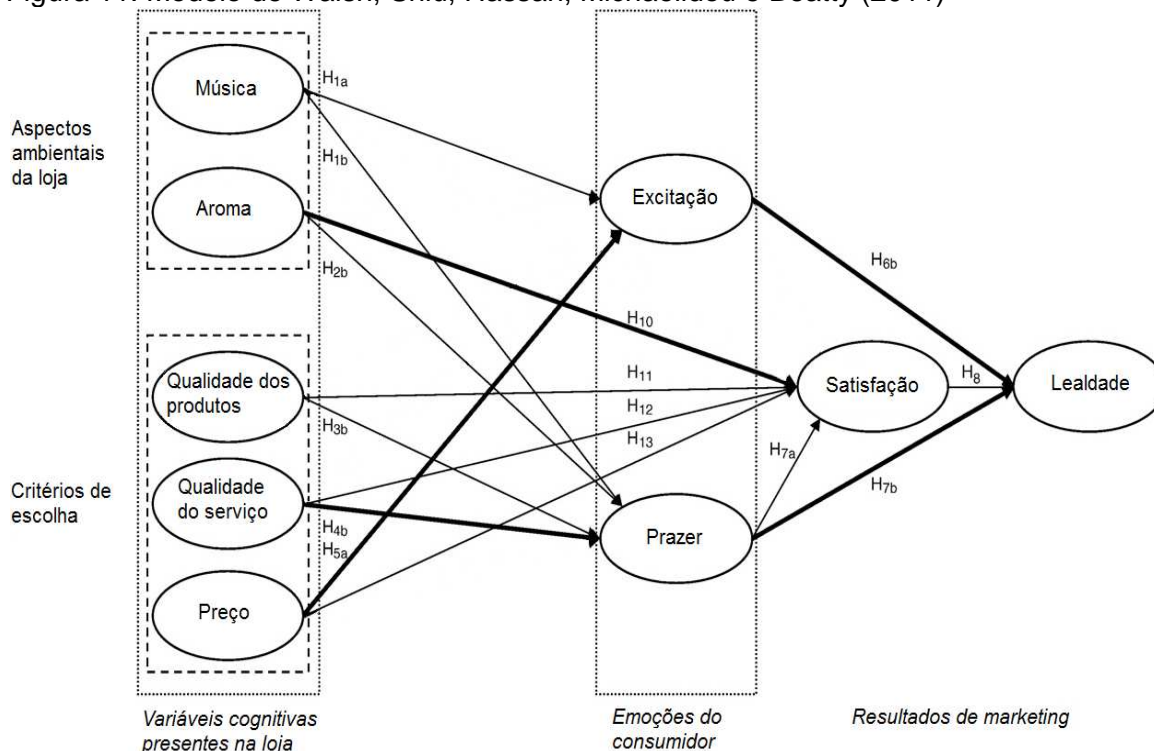 Música
H1a
Aspectos
ambientais
da loja
H1b
Aroma
Excitação
H2b
H6b
H10
Qualidade dos
produtos
H11
Satisfação
H8
Lealdade
H12
H3b
H13
H7a
Critérios de
escolha
Qualidade
do serviço
H7b
H4b
Prazer
H5a
Preço
Variáveis cognitivas
presentes na loja
Emoções do
consumidor
Resultados de marketing